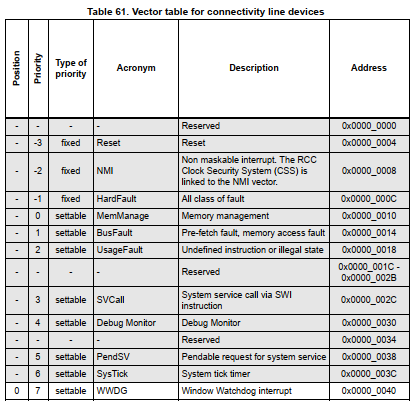 Table 61. Vector table for connectivity line devices
Position Priority Type of priority Acronym Description Address
- - - - Reserved 0x0000_0000
- -3 fixed Reset Reset 0x0000_0004
- -2 fixed NMI Non maskable interrupt. The RCC Clock Security System (CSS) is linked to the NMI vector. 0x0000_0008
- -1 fixed HardFault All class of fault 0x0000_000C
- 0 settable MemManage Memory management 0x0000_0010
- 1 settable BusFault Pre-fetch fault, memory access fault 0x0000_0014
- 2 settable UsageFault Undefined instruction or illegal state 0x0000_0018
- - - - Reserved 0x0000_001C - 0x0000_002B
- 3 settable SVCall System service call via SWI instruction 0x0000_002C
- 4 settable Debug Monitor Debug Monitor 0x0000_0030
- - - - Reserved 0x0000_0034
- 5 settable PendSV Pendable request for system service 0x0000_0038
- 6 settable SysTick System tick timer 0x0000_003C
0 7 settable WWDG Window Watchdog interrupt 0x0000_0040